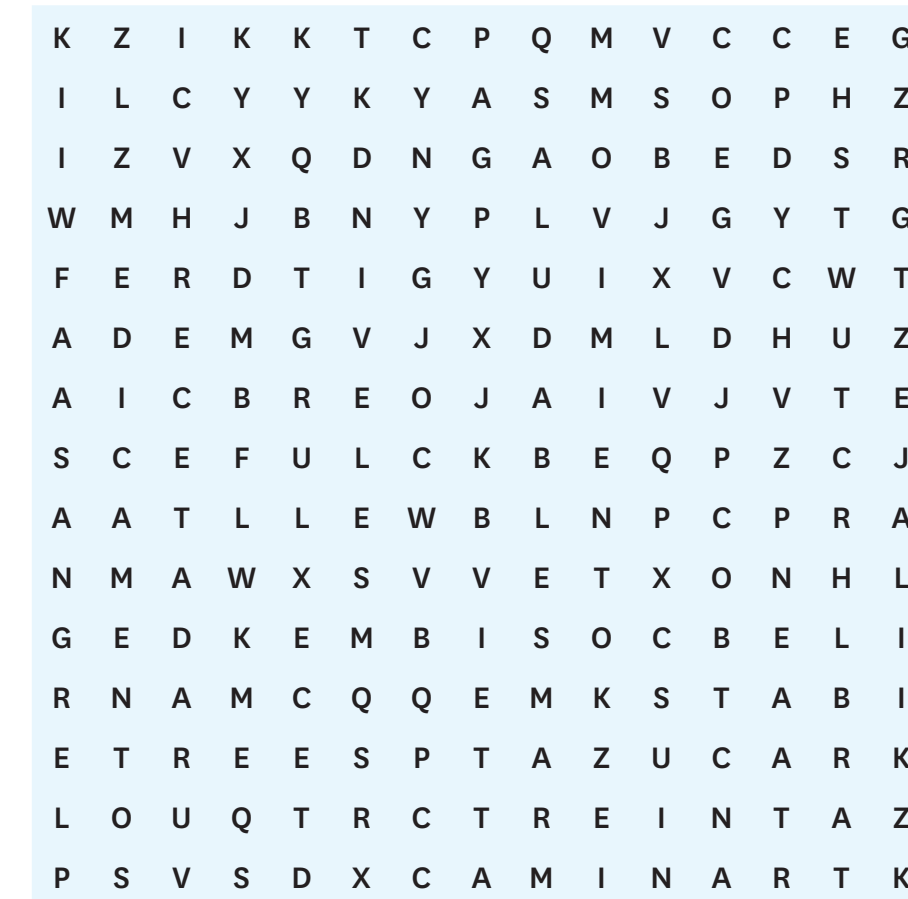 K Z I K K T C P Q M V C C E G
I L C Y Y K Y A S M S O P H Z
I Z V X Q D N G A O B E D S R
W M H J B N Y P L V J G Y T G
F E R D T I G Y U I X V C W T
A D E M G V J X D M L D H U Z
A I C B R E O J A I V J V T E
S C E F U L C K B E Q P Z C J
A A T L L E W B L N P C P R A
N M A W X S V V E T X O N H L
G E D K E M B I S O C B E L I
R N A M C Q Q E M K S T A B I
E T R E E S P T A Z U C A R K
L O U Q T R C T R E I N T A Z
P S V S D X C A M I N A R T K